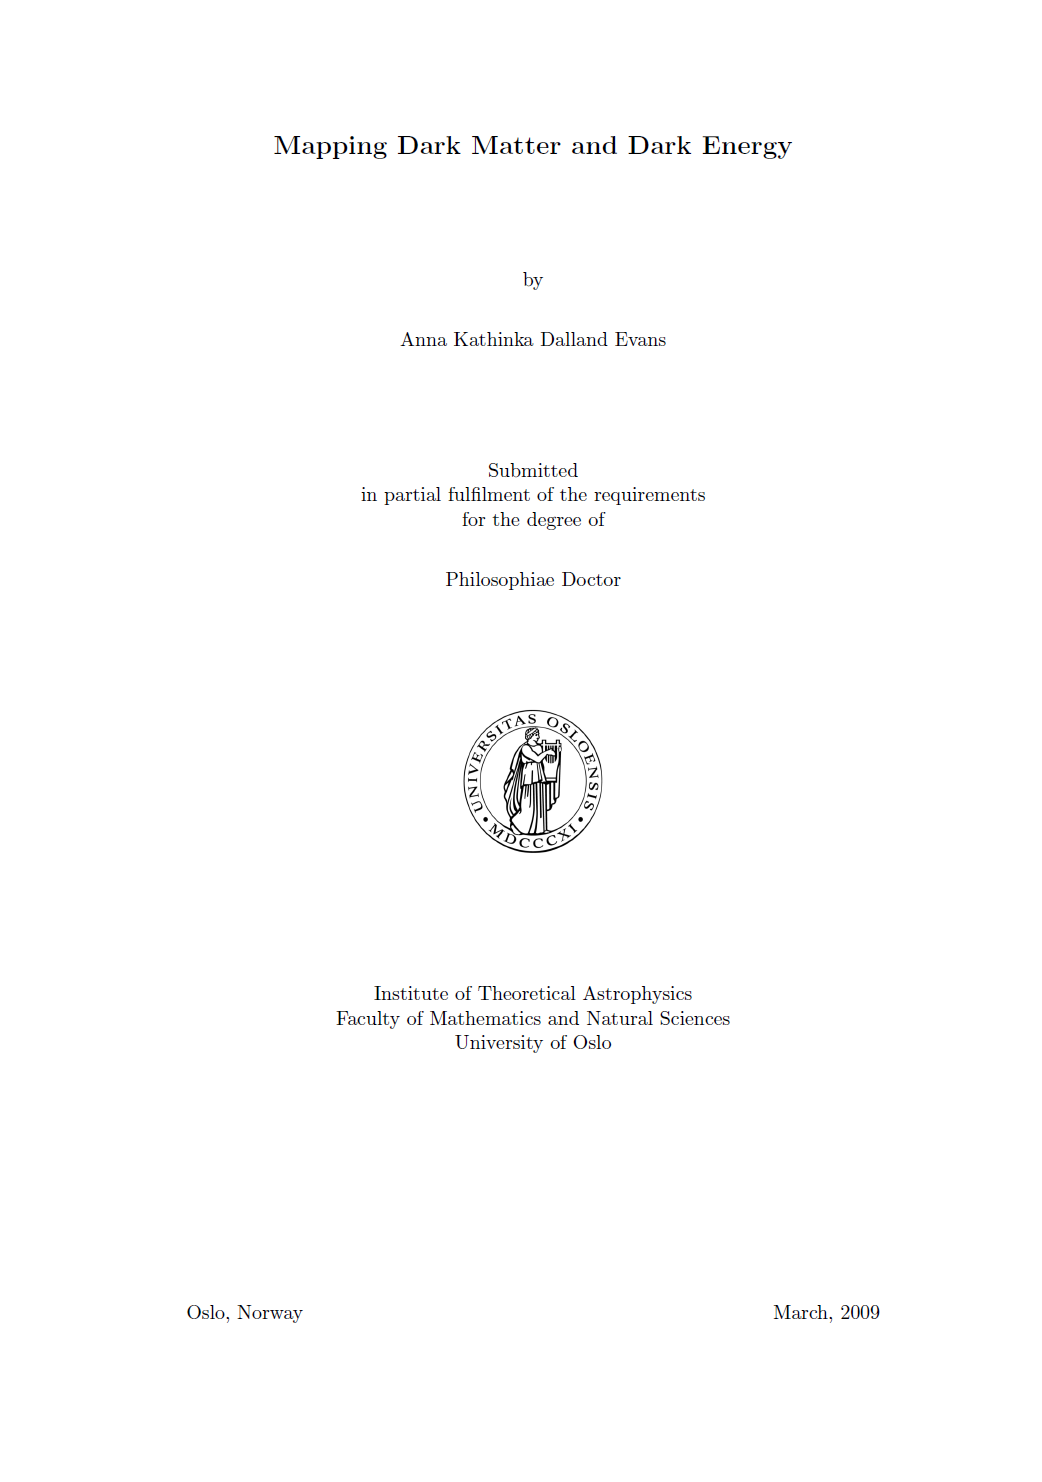 Mapping Dark Matter and Dark Energy
by
Anna Kathinka Dalland Evans
Submitted
in partial fulfilment of the requirements
for the degree of
Philosophiae Doctor
UNIVERSITAS OSLOENSIS
• MDCCCXI •
Institute of Theoretical Astrophysics
Faculty of Mathematics and Natural Sciences
University of Oslo
Oslo, Norway March, 2009